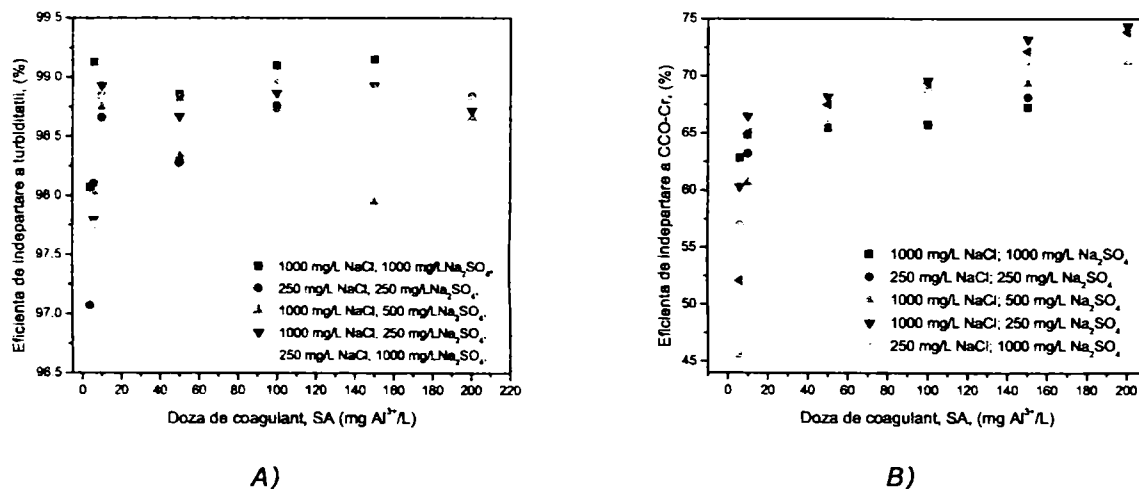 Eficienta de indepartare a turbiditatii, (%)
99 5
99.0
98.5
98.0
97.5
97.0
96 5
0 20 40 60 80 100 120 140 160 180 200 220
1000 mg/L NaCl, 1000 mg/LNa₂SO₄.
250 mg/L NaCl, 250 mg/LNa₂SO₄.
1000 mg/L NaCl, 500 mg/LNa₂SO₄.
1000 mg/L NaCl, 250 mg/LNa₂SO₄.
250 mg/L NaCl, 1000 mg/LNa₂SO₄.
Doza de coagulant, SA (mg Al³⁺/L)
A)
Eficienta de indepartare a CCO-Cr, (%)
75
70
65
60
55
50
45
0 20 40 60 80 100 120 140 160 180 200
1000 mg/L NaCl; 1000 mg/L Na₂SO₄
250 mg/L NaCl; 250 mg/L Na₂SO₄
1000 mg/L NaCl; 500 mg/L Na₂SO₄
1000 mg/L NaCl; 250 mg/L Na₂SO₄
250 mg/L NaCl; 1000 mg/L Na₂SO₄
Doza de coagulant, SA, (mg Al³⁺/L)
B)